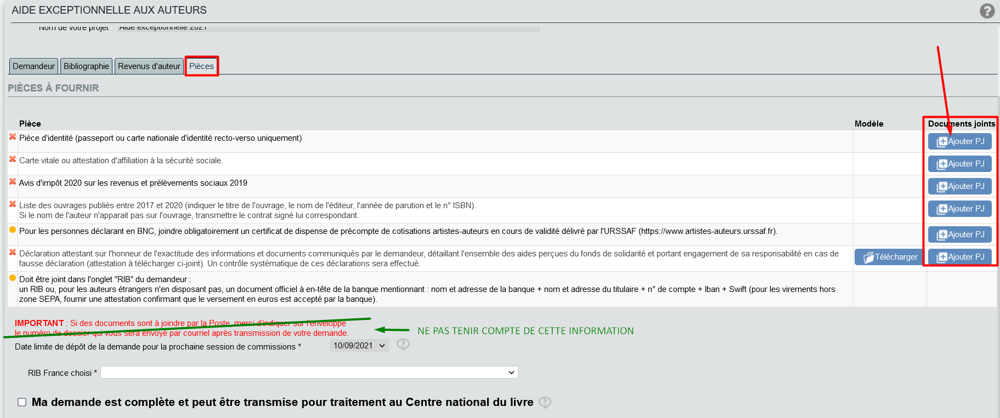 AIDE EXCEPTIONNELLE AUX AUTEURS
Nom de votre projet Aide exceptionnelle 2021
Demandeur Bibliographie Revenus d'auteur Pièces
PIÈCES À FOURNIR
Pièce Modèle Documents joints
Pièce d'identité (passeport ou carte nationale d'identité recto-verso uniquement) Ajouter PJ
Carte vitale ou attestation d'affiliation à la sécurité sociale. Ajouter PJ
Avis d'impôt 2020 sur les revenus et prélèvements sociaux 2019 Ajouter PJ
Liste des ouvrages publiés entre 2017 et 2020 (indiquer le titre de l'ouvrage, le nom de l'éditeur, l'année de parution et le n° ISBN). Ajouter PJ
Si le nom de l'auteur n'apparait pas sur l'ouvrage, transmettre le contrat signé lui correspondant.
Pour les personnes déclarant en BNC, joindre obligatoirement un certificat de dispense de précompte de cotisations artistes-auteurs en cours de validité délivré par l'URSSAF (https://www.artistes-auteurs.urssaf.fr). Ajouter PJ
Déclaration attestant sur l'honneur de l'exactitude des informations et documents communiqués par le demandeur, détaillant l'ensemble des aides perçues du fonds de solidarité et portant engagement de sa responsabilité en cas de Télécharger Ajouter PJ
fausse déclaration (attestation à télécharger ci-joint). Un contrôle systématique de ces déclarations sera effectué.
Doit être joint dans l'onglet "RIB" du demandeur :
un RIB ou, pour les auteurs étrangers n'en disposant pas, un document officiel à en-tête de la banque mentionnant : nom et adresse de la banque + nom et adresse du titulaire + n° de compte + Iban + Swift (pour les virements hors
zone SEPA, fournir une attestation confirmant que le versement en euros est accepté par la banque).
IMPORTANT : Si des documents sont à joindre par la Poste, merci d'indiquer sur l'enveloppe
le numéro de dossier qui vous sera envoyé par courriel après transmission de votre demande.
NE PAS TENIR COMPTE DE CETTE INFORMATION
Date limite de dépôt de la demande pour la prochaine session de commissions * 10/09/2021
RIB France choisi *
Ma demande est complète et peut être transmise pour traitement au Centre national du livre